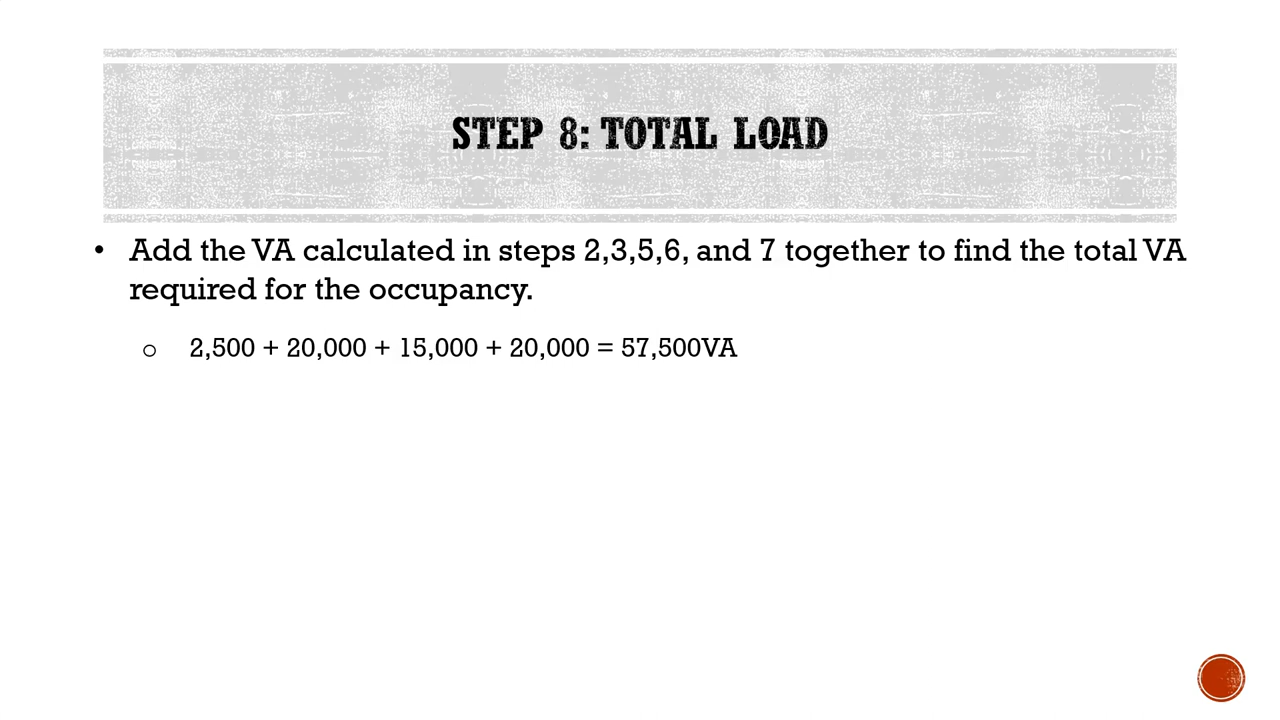 STEP 8: TOTAL LOAD
• Add the VA calculated in steps 2,3,5,6, and 7 together to find the total VA
required for the occupancy.
o 2,500 + 20,000 + 15,000 + 20,000 = 57,500VA